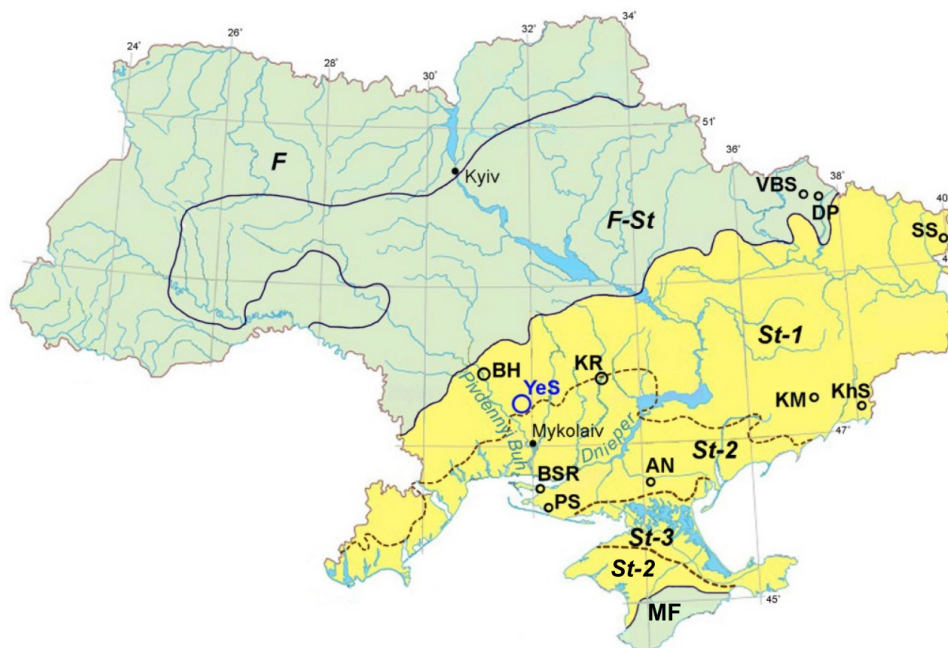 24'
26'
28'
30'
32'
34'
36'
38'
40
51'
4
47'
45'
F
Kyiv
F-St
VBS
DP
SS
St-1
BH
KR
YeS
KM
KhS
Pivdennyi Buh
Mykolaiv
Dnieper
St-2
BSR
AN
PS
St-3
St-2
MF